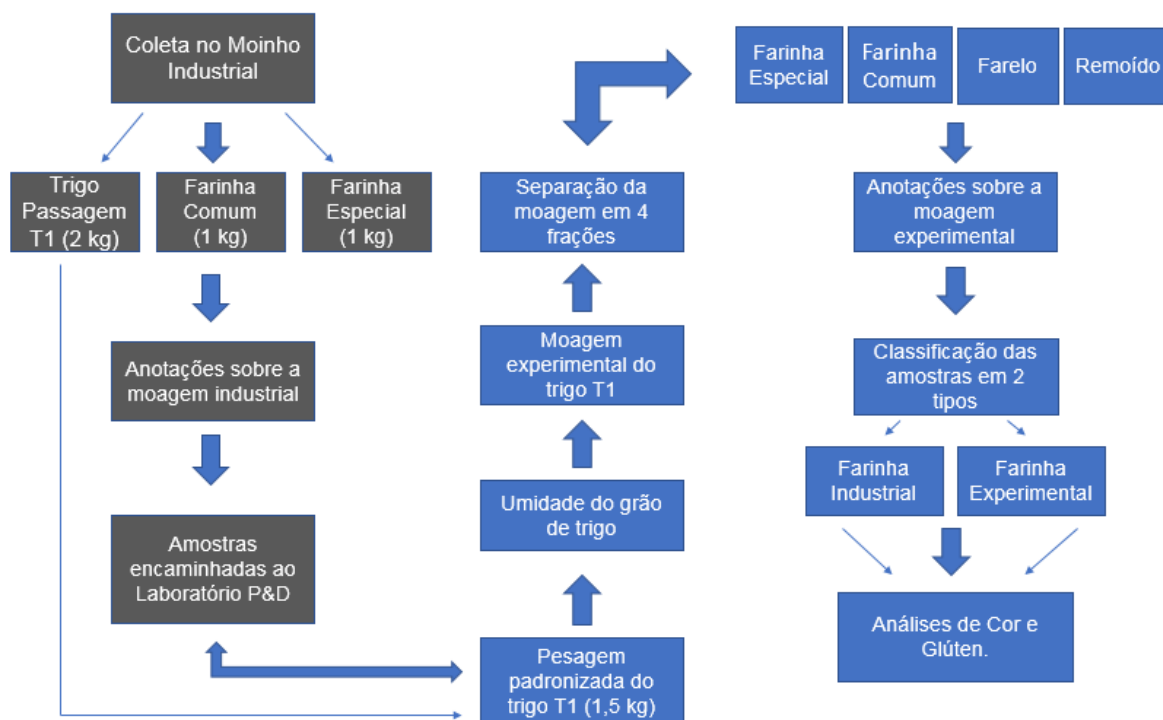 Coleta no Moinho
Industrial
Trigo
Passagem
T1 (2 kg)
Farinha
Comum
(1 kg)
Farinha
Especial
(1 kg)
Anotações sobre a
moagem industrial
Amostras
encaminhadas ao
Laboratório P&D
Pesagem
padronizada do
trigo T1 (1,5 kg)
Umidade do grão
de trigo
Moagem
experimental do
trigo T1
Separação da
moagem em 4
frações
Farinha
Especial
Farinha
Comum
Farelo
Remoído
Anotações sobre a
moagem
experimental
Classificação das
amostras em 2
tipos
Farinha
Industrial
Farinha
Experimental
Análises de Cor e
Glúten.